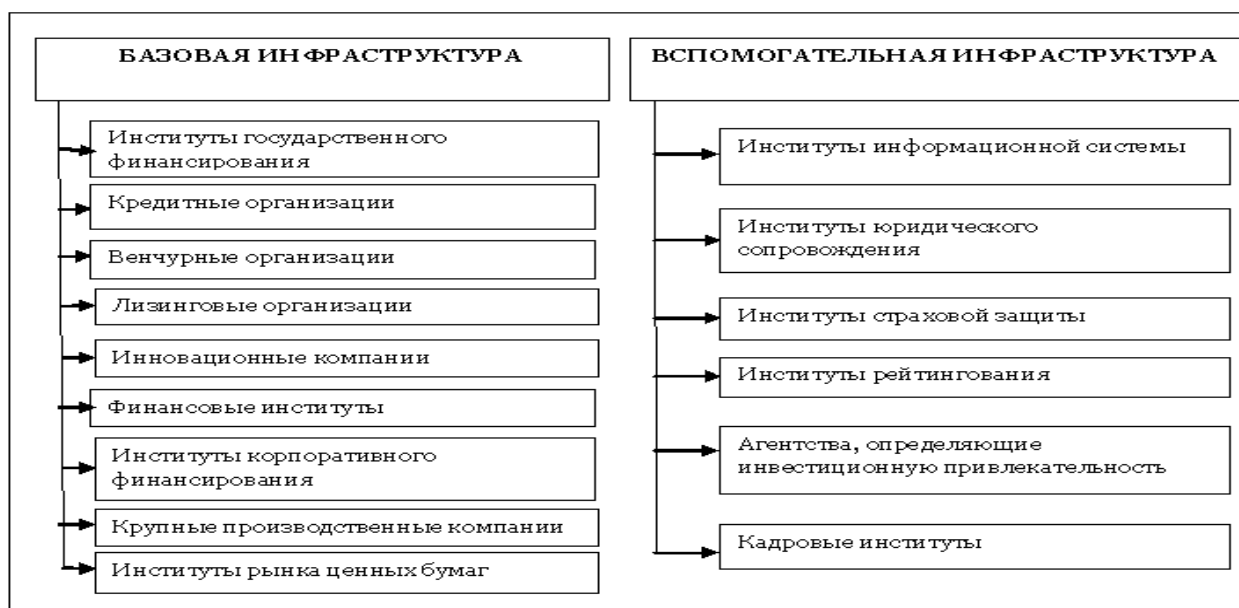 БАЗОВАЯ ИНФРАСТРУКТУРА
Институты государственного
финансирования
Кредитные организации
Венчурные организации
Лизинговые организации
Инновационные компании
Финансовые институты
Институты корпоративного
финансирования
Крупные производственные компании
Институты рынка ценных бумаг
ВСПОМОГАТЕЛЬНАЯ ИНФРАСТРУКТУРА
Институты информационной системы
Институты юридического
сопровождения
Институты страховой защиты
Институты рейтингования
Агентства, определяющие
инвестиционную привлекательность
Кадровые институты